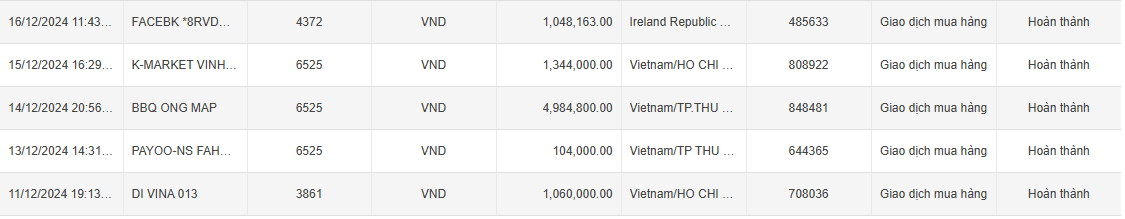 16/12/2024 11:43... FACEBK *8RVD... 4372 VND 1,048,163.00 Ireland Republic ... 485633 Giao dịch mua hàng Hoàn thành
15/12/2024 16:29... K-MARKET VINH... 6525 VND 1,344,000.00 Vietnam/HO CHI ... 808922 Giao dịch mua hàng Hoàn thành
14/12/2024 20:56... BBQ ONG MAP 6525 VND 4,984,800.00 Vietnam/TP.THU ... 848481 Giao dịch mua hàng Hoàn thành
13/12/2024 14:31... PAYOO-NS FAH... 6525 VND 104,000.00 Vietnam/TP THU ... 644365 Giao dịch mua hàng Hoàn thành
11/12/2024 19:13... DI VINA 013 3861 VND 1,060,000.00 Vietnam/HO CHI ... 708036 Giao dịch mua hàng Hoàn thành